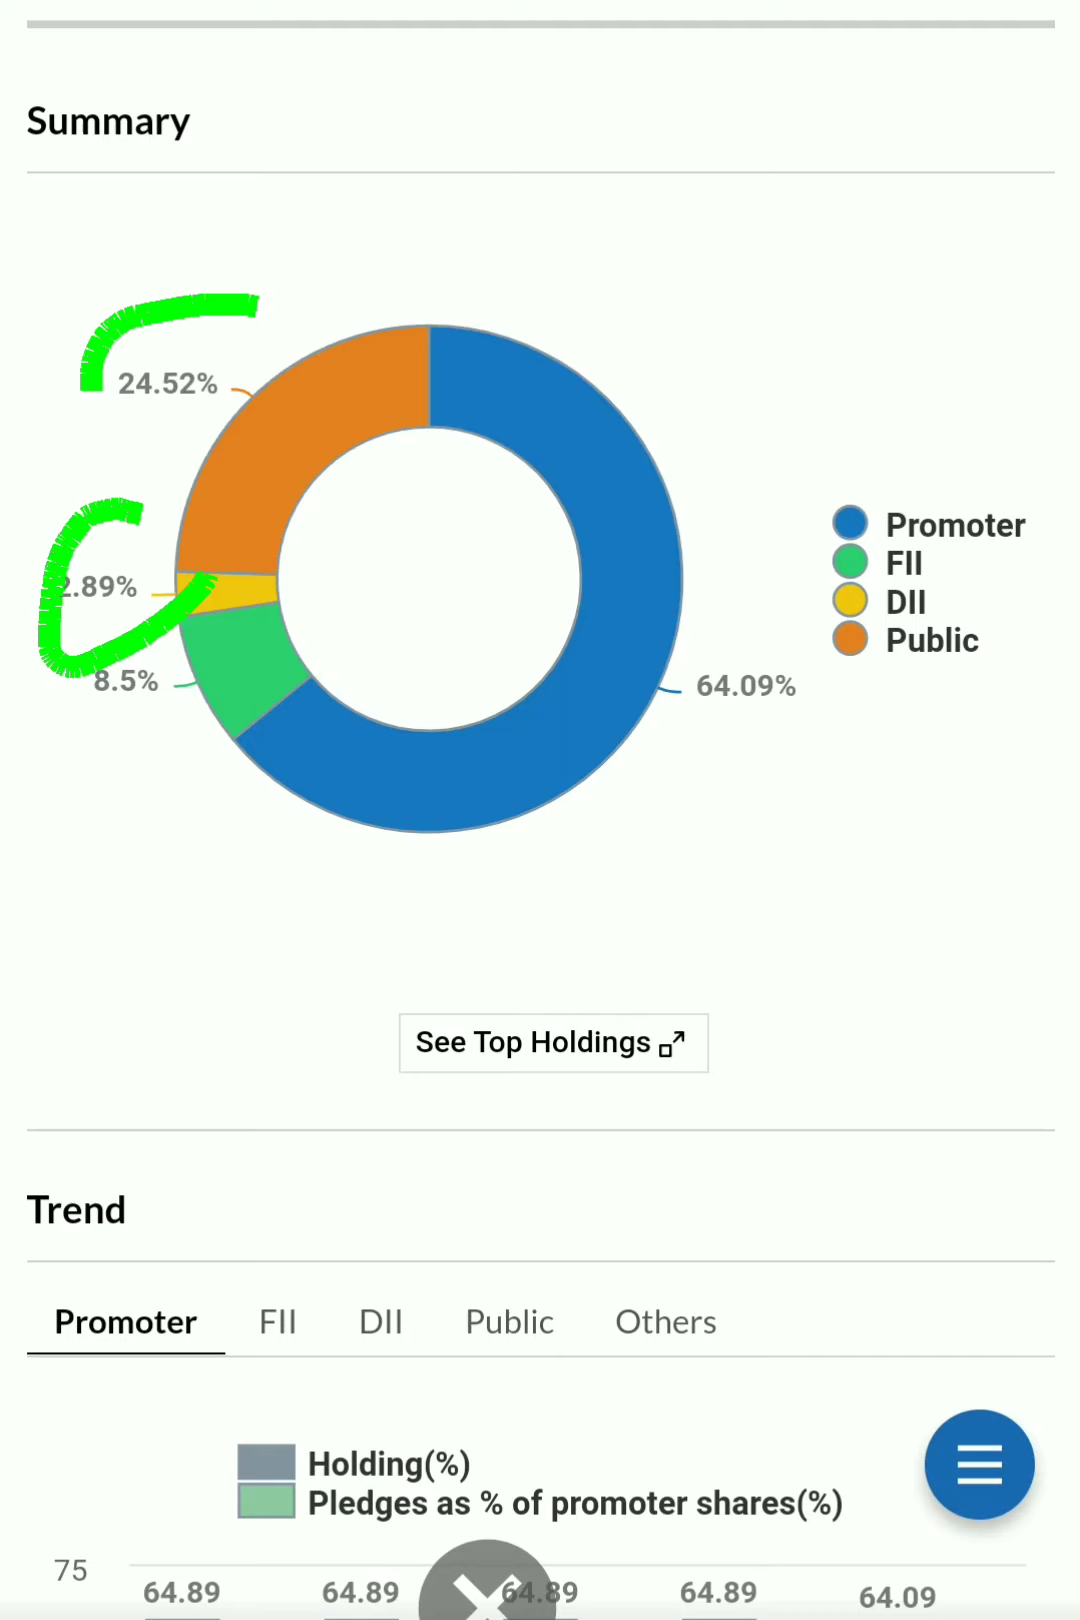 Summary
24.52%
2.89%
8.5%
64.09%
Promoter
FII
DII
Public
See Top Holdings
Trend
Promoter FII DII Public Others
Holding(%)
Pledges as % of promoter shares(%)
75
64.89 64.89 64.89 64.89 64.09